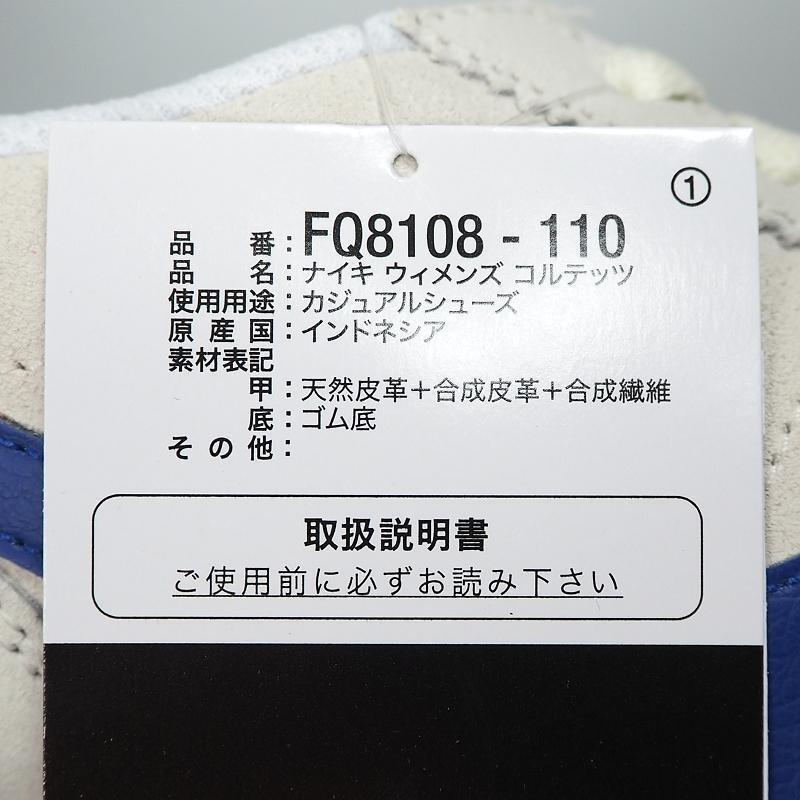 ①
品番：FQ8108 - 110
品名：ナイキ ウィメンズ コルテッツ
使用用途：カジュアルシューズ
原産国：インドネシア
素材表記
甲：天然皮革＋合成皮革＋合成繊維
底：ゴム底
その他：
取扱説明書
ご使用前に必ずお読み下さい